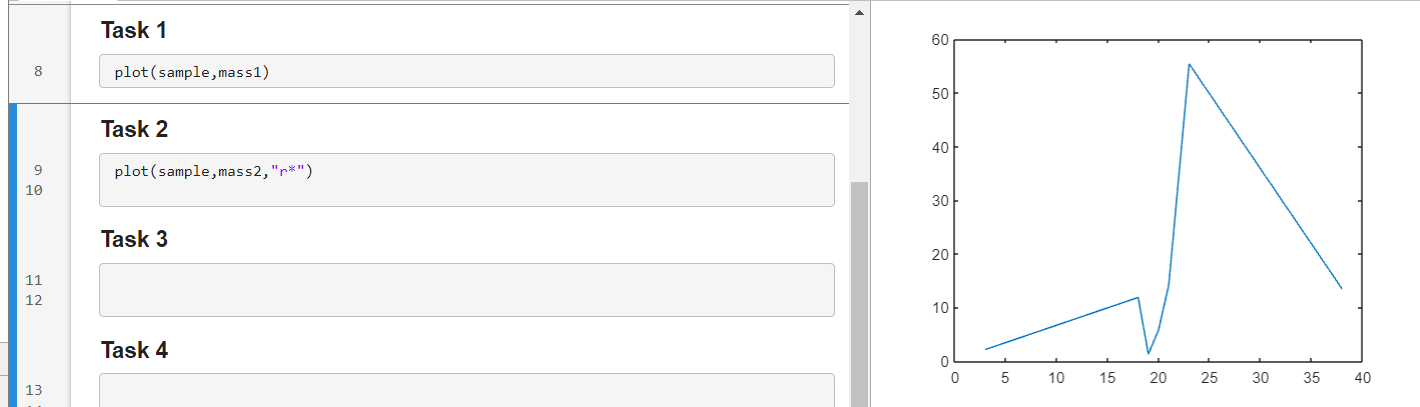 Task 1
8
plot(sample,mass1)
Task 2
9
plot(sample,mass2,"r*")
10
Task 3
11
12
Task 4
13
60
50
40
30
20
10
0
0 5 10 15 20 25 30 35 40